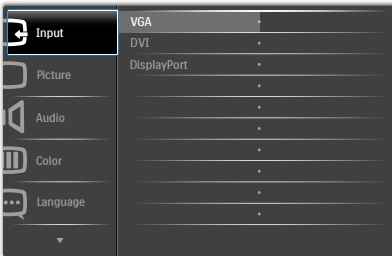 Input
Picture
Audio
Color
Language
VGA
DVI
DisplayPort